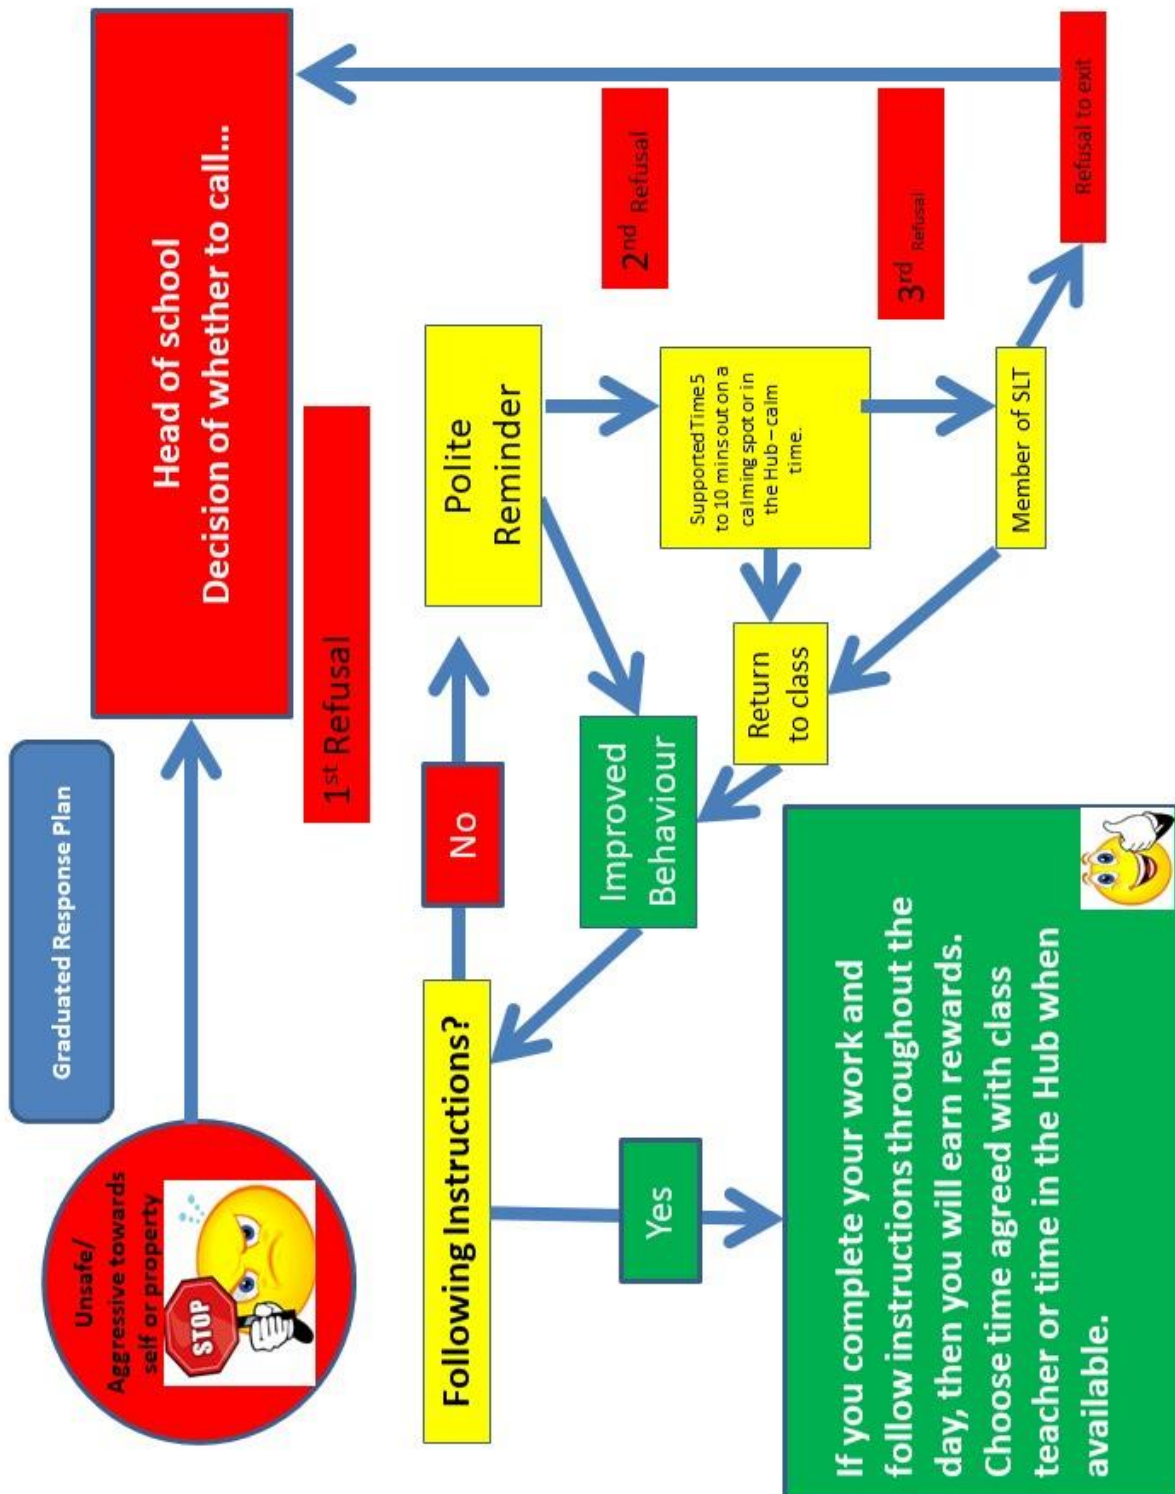 Graduated Response Plan
Unsafe/
Aggressive towards
self or property
STOP
Head of school
Decision of whether to call...
1st Refusal
Following Instructions?
No
Polite
Reminder
2nd Refusal
Improved
Behaviour
Yes
Supported Time 5
to 10 mins out on a
calming spot or in
the Hub – calm
time.
Return
to class
3rd Refusal
Member of SLT
Refusal to exit
If you complete your work and
follow instructions throughout the
day, then you will earn rewards.
Choose time agreed with class
teacher or time in the Hub when
available.